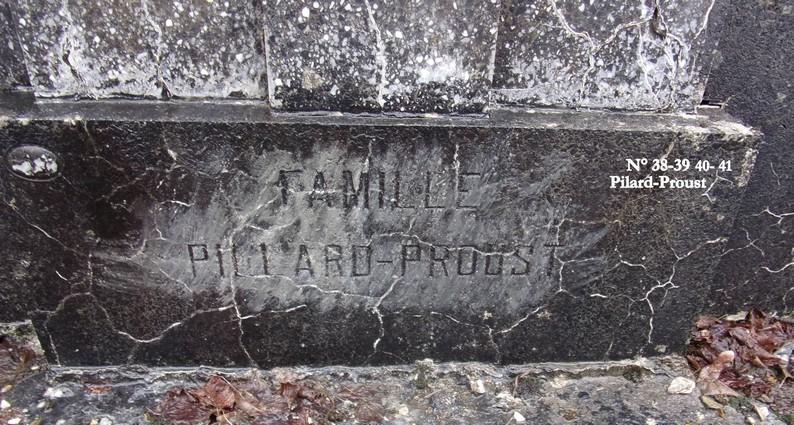 N° 38-39 40- 41
Pilard-Proust
FAMILLE
PILLARD-PROUST